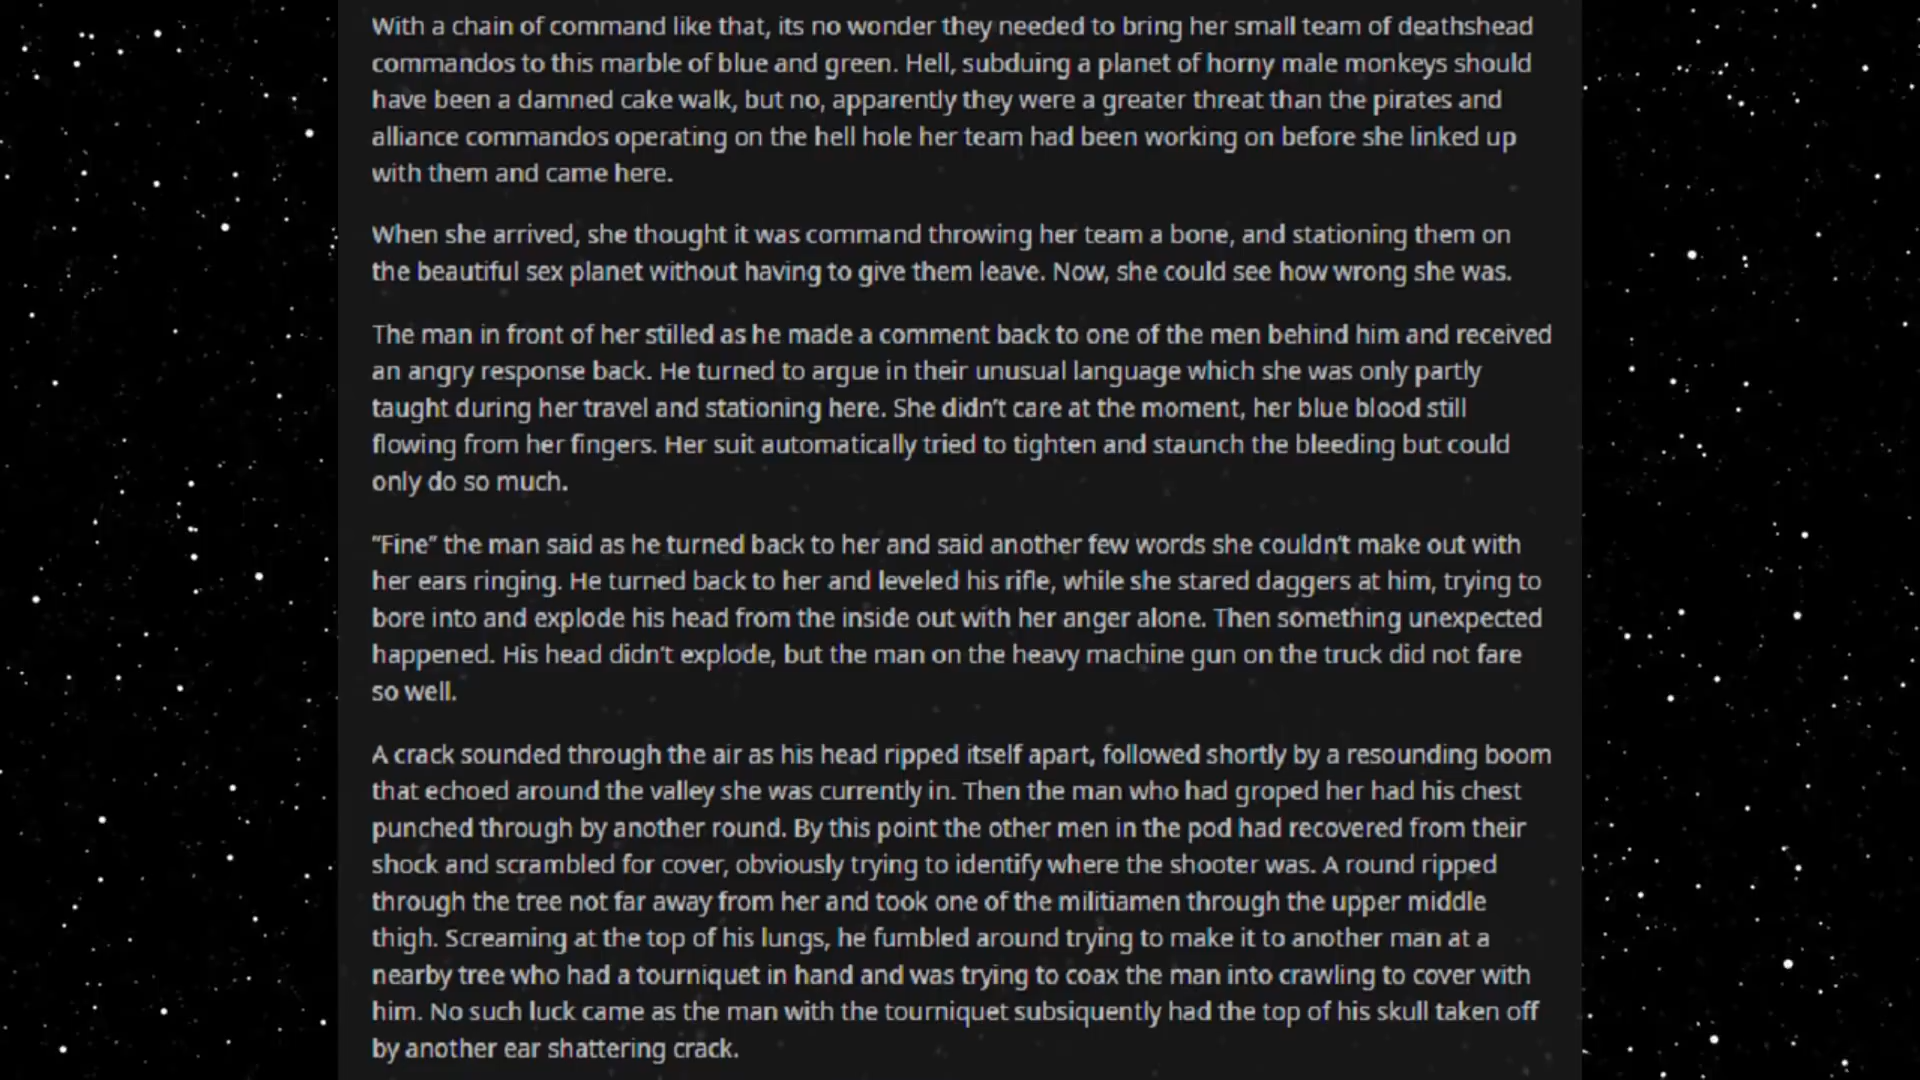 With a chain of command like that, its no wonder they needed to bring her small team of deathshead
commandos to this marble of blue and green. Hell, subduing a planet of horny male monkeys should
have been a damned cake walk, but no, apparently they were a greater threat than the pirates and
alliance commandos operating on the hell hole her team had been working on before she linked up
with them and came here.
When she arrived, she thought it was command throwing her team a bone, and stationing them on
the beautiful sex planet without having to give them leave. Now, she could see how wrong she was.
The man in front of her stilled as he made a comment back to one of the men behind him and received
an angry response back. He turned to argue in their unusual language which she was only partly
taught during her travel and stationing here. She didn’t care at the moment, her blue blood still
flowing from her fingers. Her suit automatically tried to tighten and staunch the bleeding but could
only do so much.
“Fine” the man said as he turned back to her and said another few words she couldn’t make out with
her ears ringing. He turned back to her and leveled his rifle, while she stared daggers at him, trying to
bore into and explode his head from the inside out with her anger alone. Then something unexpected
happened. His head didn’t explode, but the man on the heavy machine gun on the truck did not fare
so well.
A crack sounded through the air as his head ripped itself apart, followed shortly by a resounding boom
that echoed around the valley she was currently in. Then the man who had groped her had his chest
punched through by another round. By this point the other men in the pod had recovered from their
shock and scrambled for cover, obviously trying to identify where the shooter was. A round ripped
through the tree not far away from her and took one of the militiamen through the upper middle
thigh. Screaming at the top of his lungs, he fumbled around trying to make it to another man at a
nearby tree who had a tourniquet in hand and was trying to coax the man into crawling to cover with
him. No such luck came as the man with the tourniquet subsiquently had the top of his skull taken off
by another ear shattering crack.